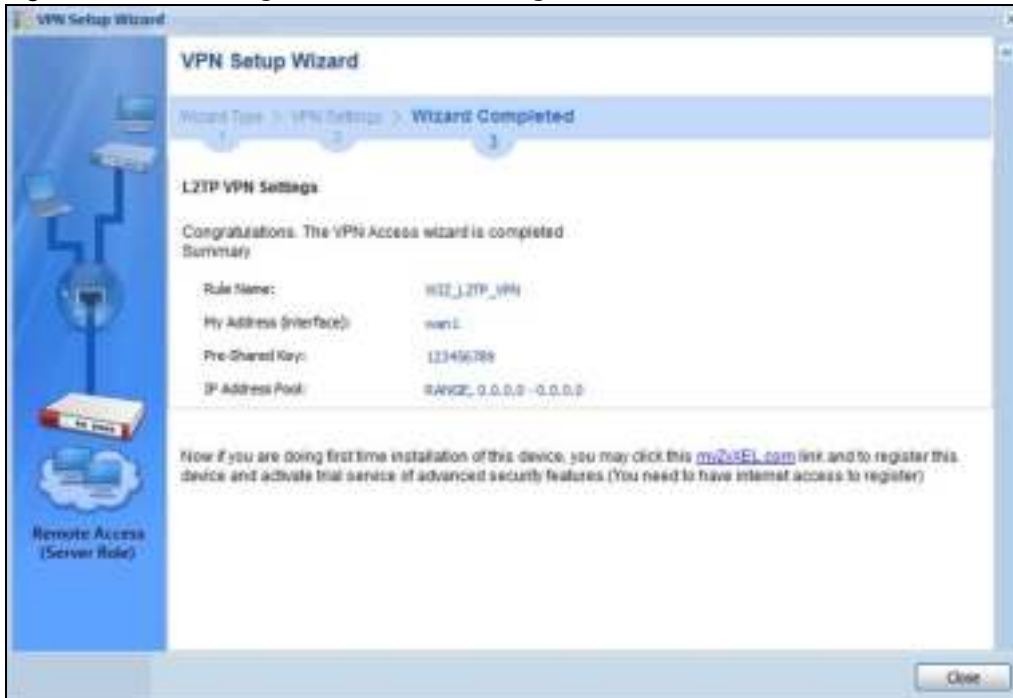 VPN Setup Wizard
VPN Setup Wizard
Wizard Type > VPN Settings > Wizard Completed
1 2 3
L2TP VPN Settings
Congratulations. The VPN Access wizard is completed
Summary
Rule Name: WIZ_L2TP_VPN
My Address (interface): wan1
Pre-Shared Key: 123456789
IP Address Pool: RANGE, 0.0.0.0 -0.0.0.0
Now if you are doing first time installation of this device, you may click this myZyXEL.com link and to register this
device and activate trial service of advanced security features (You need to have internet access to register)
Remote Access
(Server Role)
Close